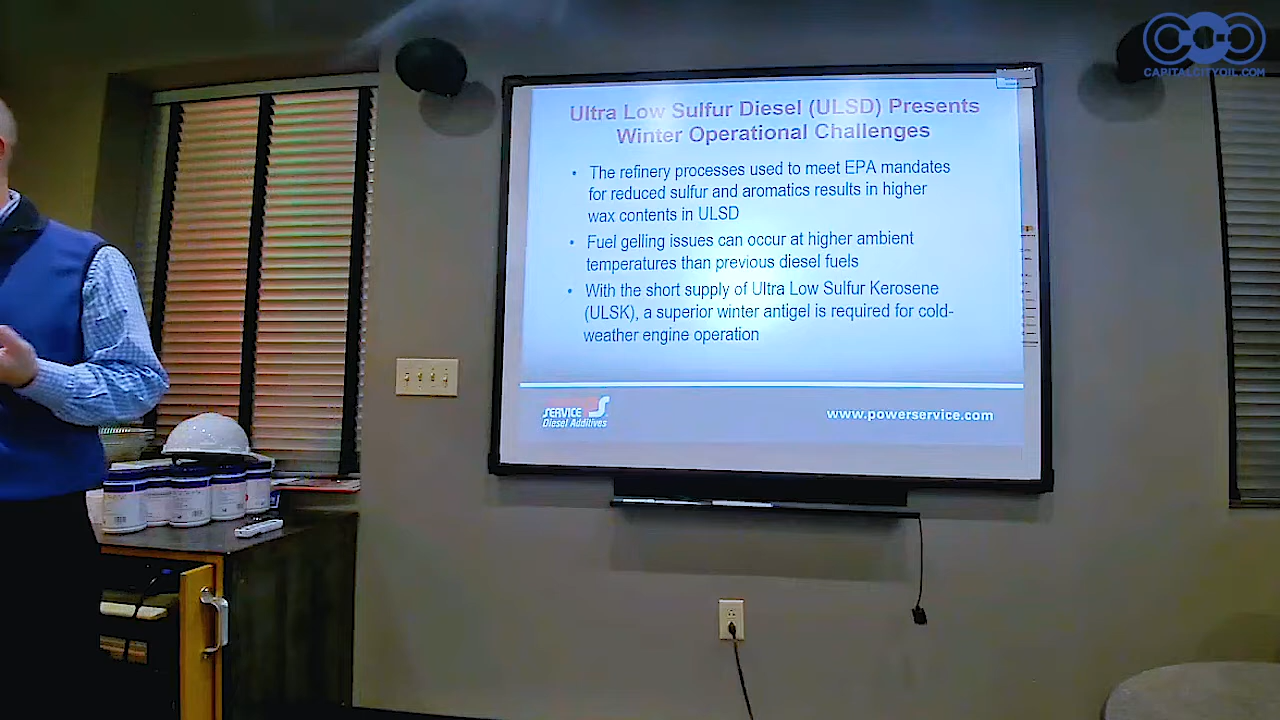 CAPITALCITYOIL.COM
Ultra Low Sulfur Diesel (ULSD) Presents
Winter Operational Challenges
• The refinery processes used to meet EPA mandates
for reduced sulfur and aromatics results in higher
wax contents in ULSD
• Fuel gelling issues can occur at higher ambient
temperatures than previous diesel fuels
• With the short supply of Ultra Low Sulfur Kerosene
(ULSK), a superior winter antigel is required for cold-
weather engine operation
SERVICE
Diesel Additives
www.powerservice.com